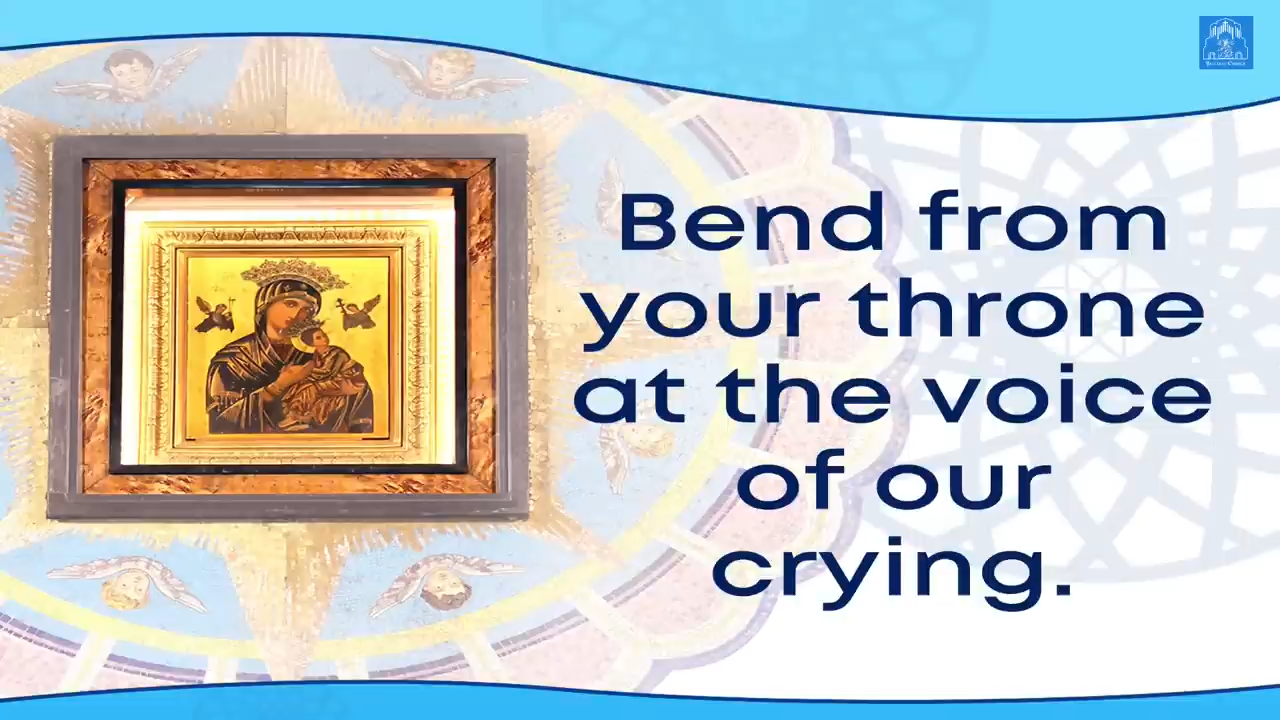 Bend from
your throne
at the voice
of our
crying.